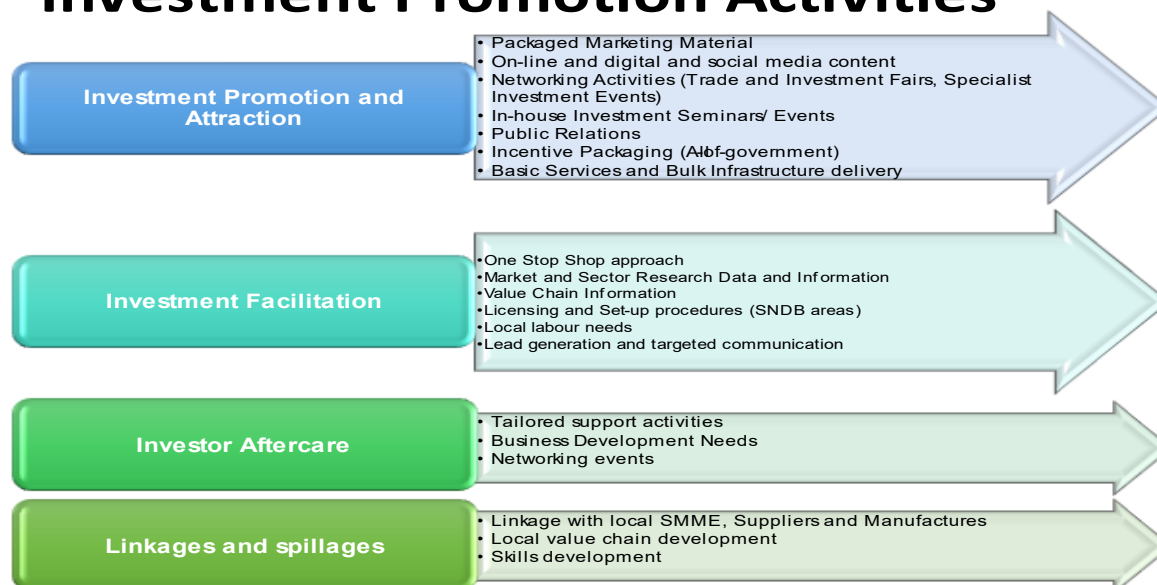 Investment Promotion Activities
Investment Promotion and
Attraction
• Packaged Marketing Material
• On-line and digital and social media content
• Networking Activities (Trade and Investment Fairs, Specialist
Investment Events)
• In-house Investment Seminars/ Events
• Public Relations
• Incentive Packaging (All-of-government)
• Basic Services and Bulk Infrastructure delivery
Investment Facilitation
•One Stop Shop approach
•Market and Sector Research Data and Information
•Value Chain Information
•Licensing and Set-up procedures (SNDB areas)
•Local labour needs
•Lead generation and targeted communication
Investor Aftercare
• Tailored support activities
• Business Development Needs
• Networking events
Linkages and spillages
• Linkage with local SMME, Suppliers and Manufactures
• Local value chain development
• Skills development